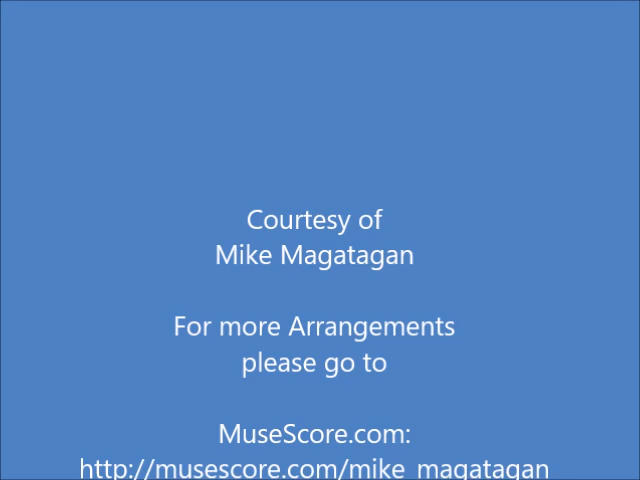 Courtesy of
Mike Magatagan
For more Arrangements
please go to
MuseScore.com:
http://musescore.com/mike_magatagan